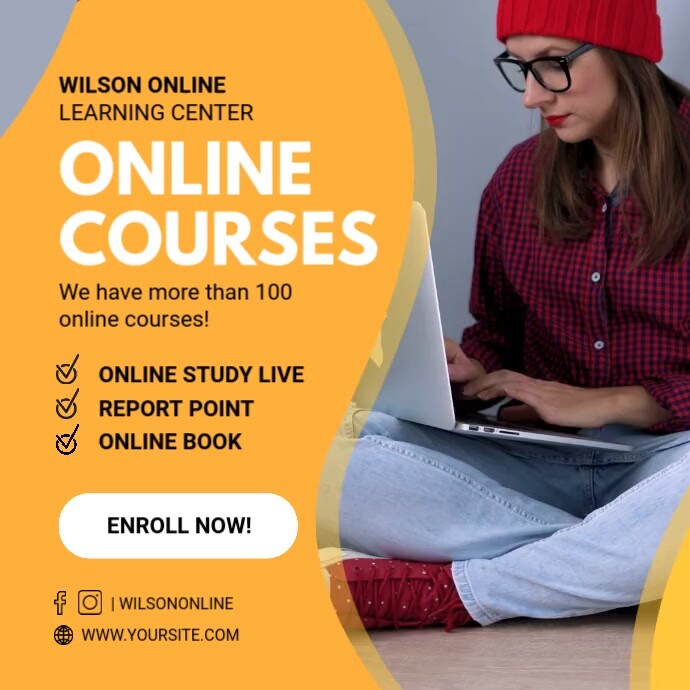 WILSON ONLINE
LEARNING CENTER
ONLINE
COURSES
We have more than 100
online courses!
ONLINE STUDY LIVE
REPORT POINT
ONLINE BOOK
ENROLL NOW!
| WILSONONLINE
WWW.YOURSITE.COM